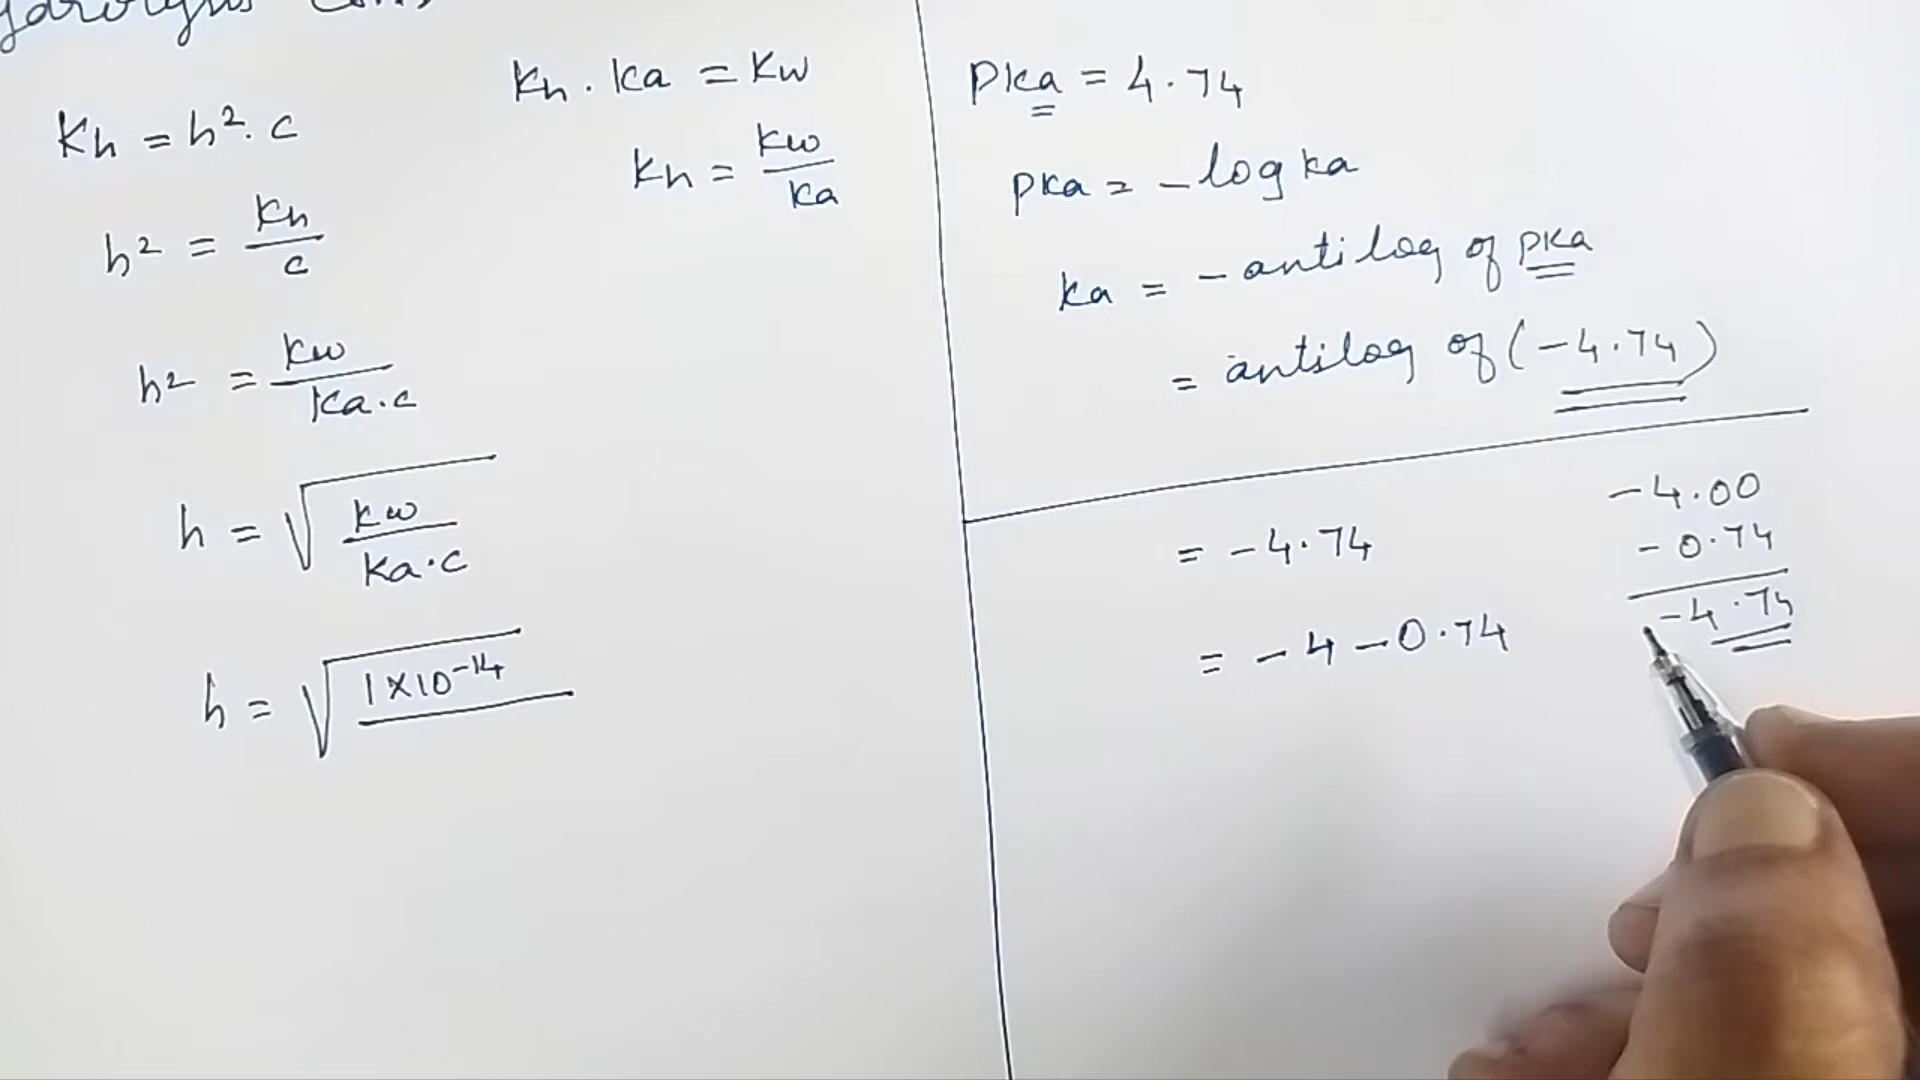 Kh = h². c
h² = Kh / c
h² = Kw / Ka.c
h = √ Kw / Ka.c
h = √ 1×10⁻¹⁴
Kh . Ka = Kw
Kh = Kw / Ka
PKa = 4.74
PKa = - log Ka
Ka = - antilog of PKa
= antilog of (-4.74)
= -4.74
= -4 -0.74
-4.00
-0.74
-4.74